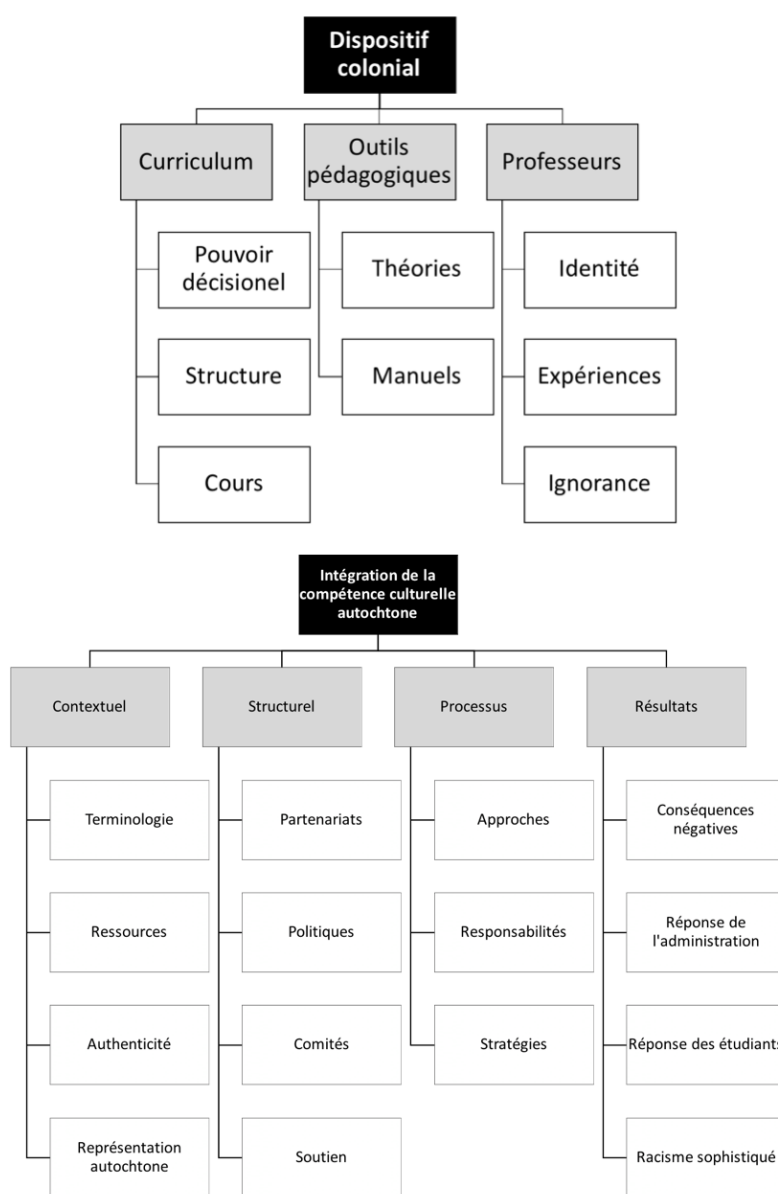 Dispositif
colonial
Curriculum
Outils
pédagogiques
Professeurs
Pouvoir
décisionel
Théories
Identité
Structure
Manuels
Expériences
Cours
Ignorance
Intégration de la
compétence culturelle
autochtone
Contextuel
Structurel
Processus
Résultats
Terminologie
Partenariats
Approches
Conséquences
négatives
Ressources
Politiques
Responsabilités
Réponse de
l'administration
Authenticité
Comités
Stratégies
Réponse des étudiants
Représentation
autochtone
Soutien
Racisme sophistiqué